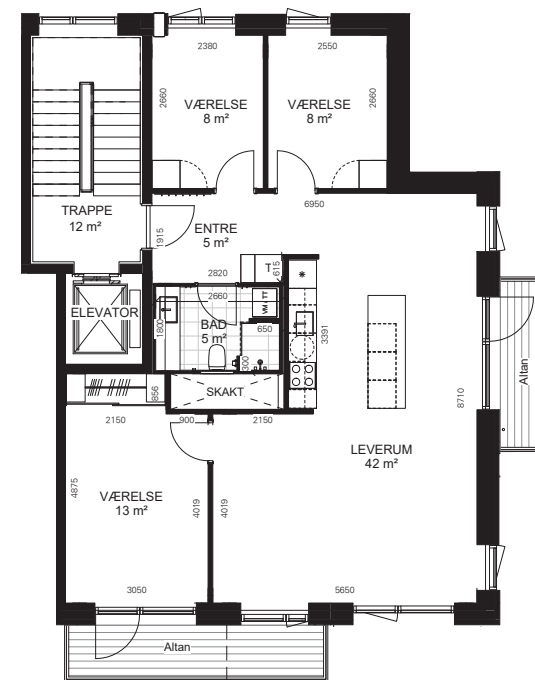 2380
2550
2660
2660
VÆRELSE
8 m²
VÆRELSE
8 m²
TRAPPE
12 m²
6950
ENTRE
5 m²
1915
2820
T
615
2660
VM / TT
ELEVATOR
BAD
5 m²
1800
650
300
3391
8710
Altan
856
SKAKT
2150
900
2150
LEVERUM
42 m²
4875
VÆRELSE
13 m²
4019
4019
3050
5650
Altan